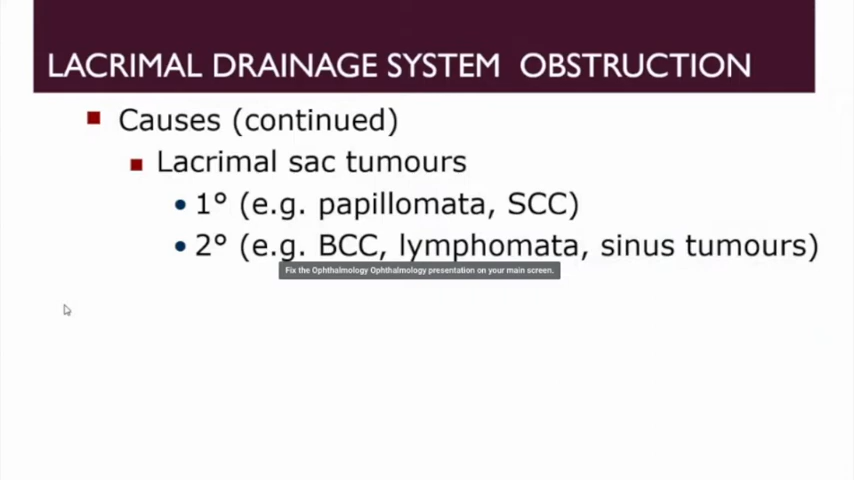 LACRIMAL DRAINAGE SYSTEM OBSTRUCTION
Causes (continued)
Lacrimal sac tumours
1° (e.g. papillomata, SCC)
2° (e.g. BCC, lymphomata, sinus tumours)
Fix the Ophthalmology Ophthalmology presentation on your main screen.